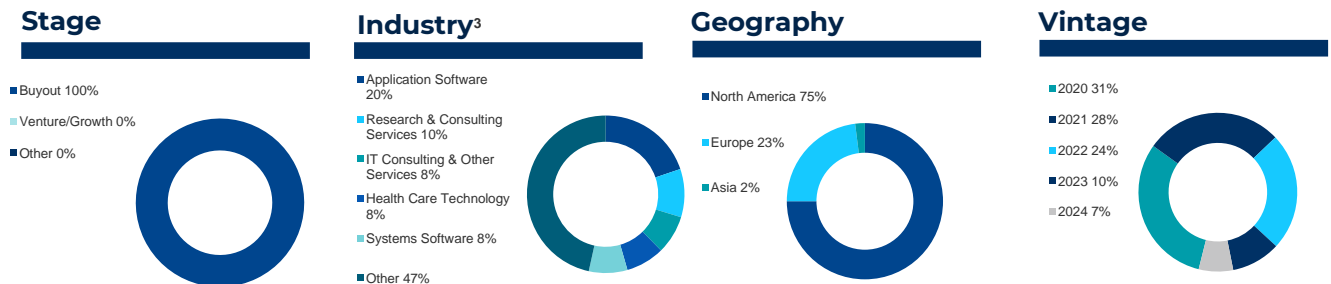 Stage
Buyout 100%
Venture/Growth 0%
Other 0%
Industry3
Application Software
20%
Research & Consulting
Services 10%
IT Consulting & Other
Services 8%
Health Care Technology
8%
Systems Software 8%
Other 47%
Geography
North America 75%
Europe 23%
Asia 2%
Vintage
2020 31%
2021 28%
2022 24%
2023 10%
2024 7%